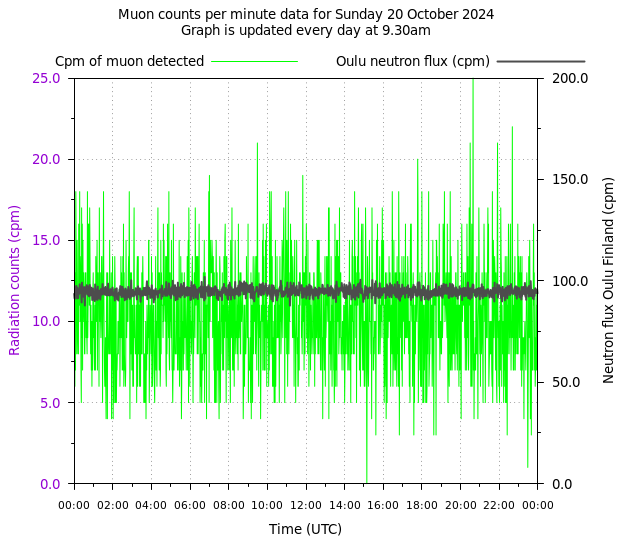 Muon counts per minute data for Sunday 20 October 2024
Graph is updated every day at 9.30am
Cpm of muon detected
Oulu neutron flux (cpm)
25.0
20.0
15.0
10.0
5.0
0.0
200.0
150.0
100.0
50.0
0.0
Radiation counts (cpm)
Neutron flux Oulu Finland (cpm)
00:00 02:00 04:00 06:00 08:00 10:00 12:00 14:00 16:00 18:00 20:00 22:00 00:00
Time (UTC)